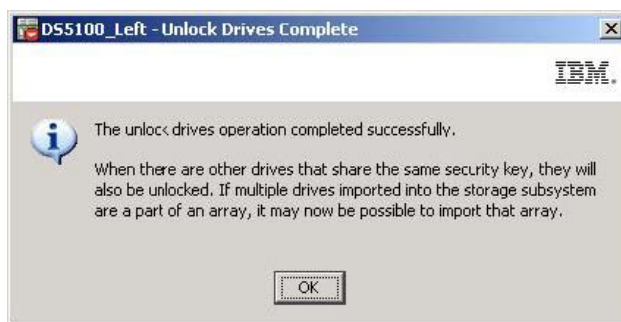 DS5100_Left - Unlock Drives Complete
IBM.
The unlock drives operation completed successfully.
When there are other drives that share the same security key, they will
also be unlocked. If multiple drives imported into the storage subsystem
are a part of an array, it may now be possible to import that array.
OK